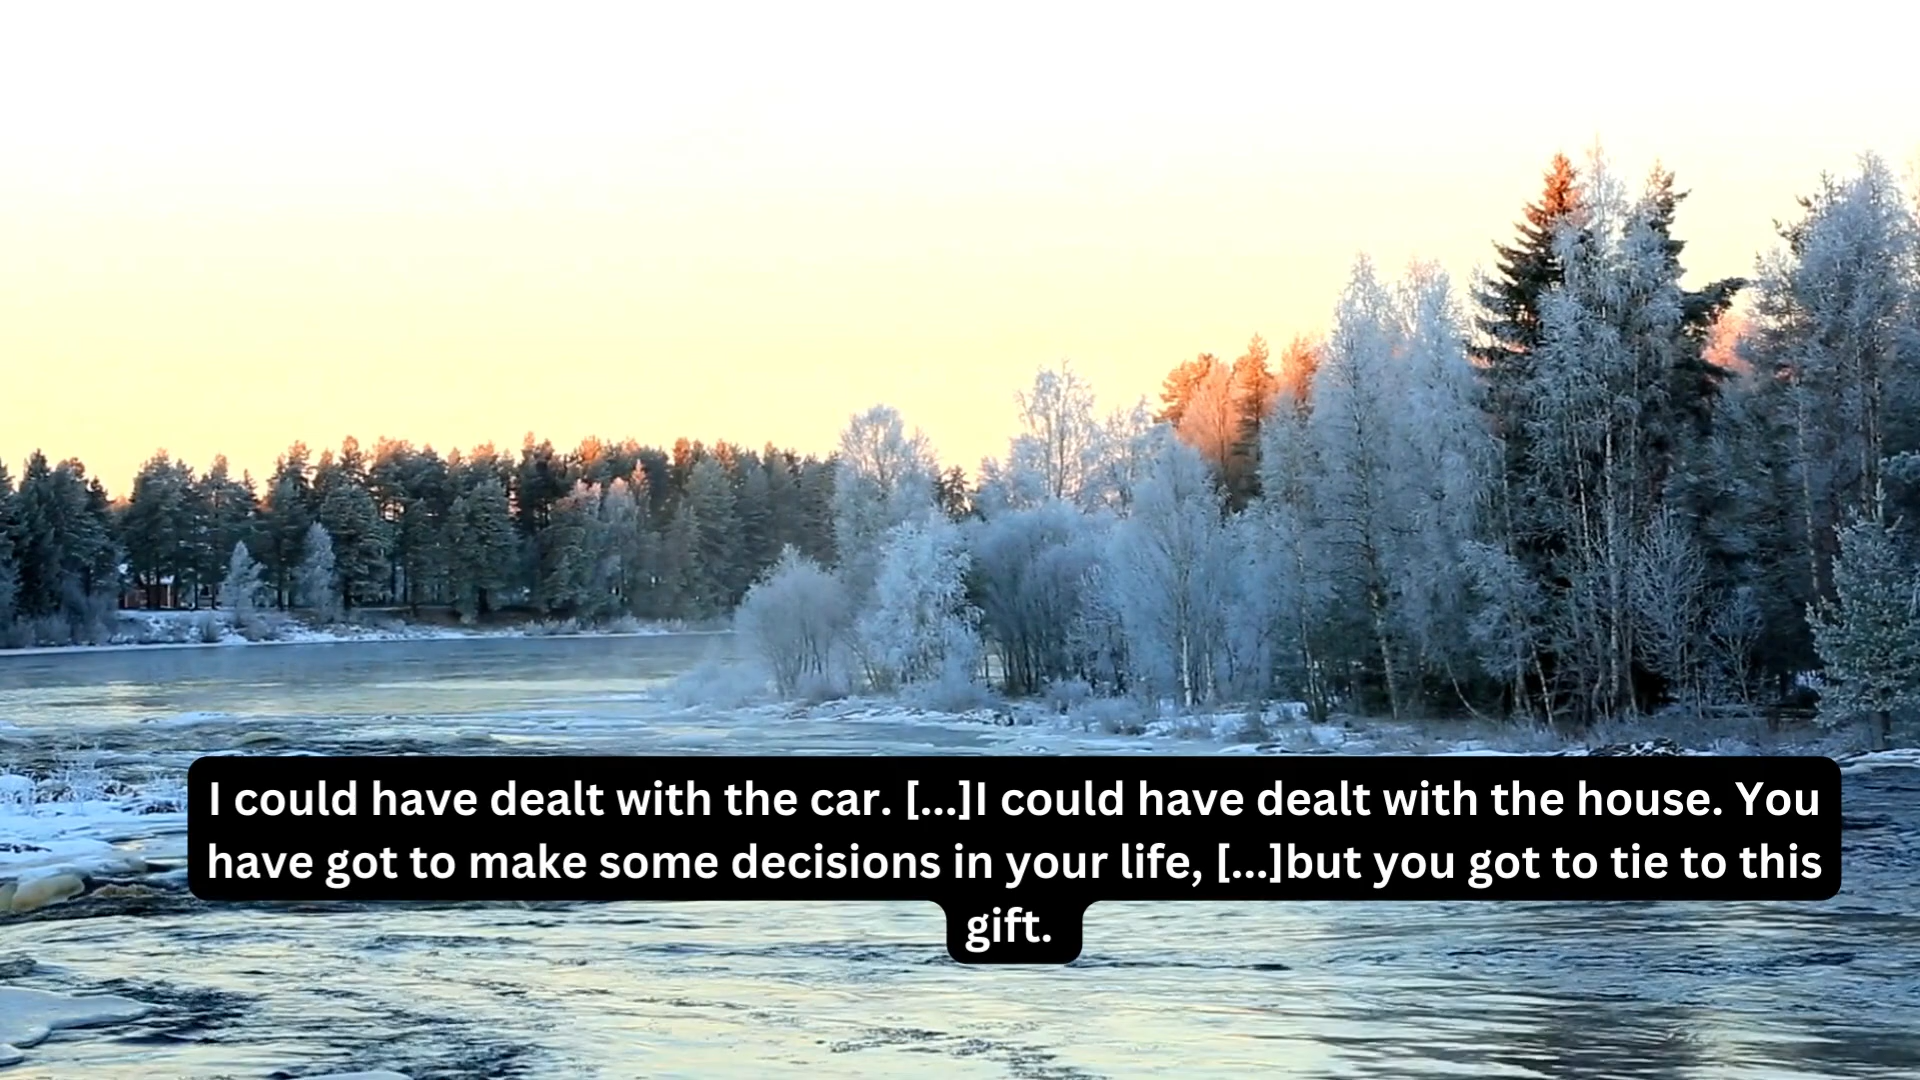 I could have dealt with the car. [...]I could have dealt with the house. You
have got to make some decisions in your life, [...]but you got to tie to this
gift.